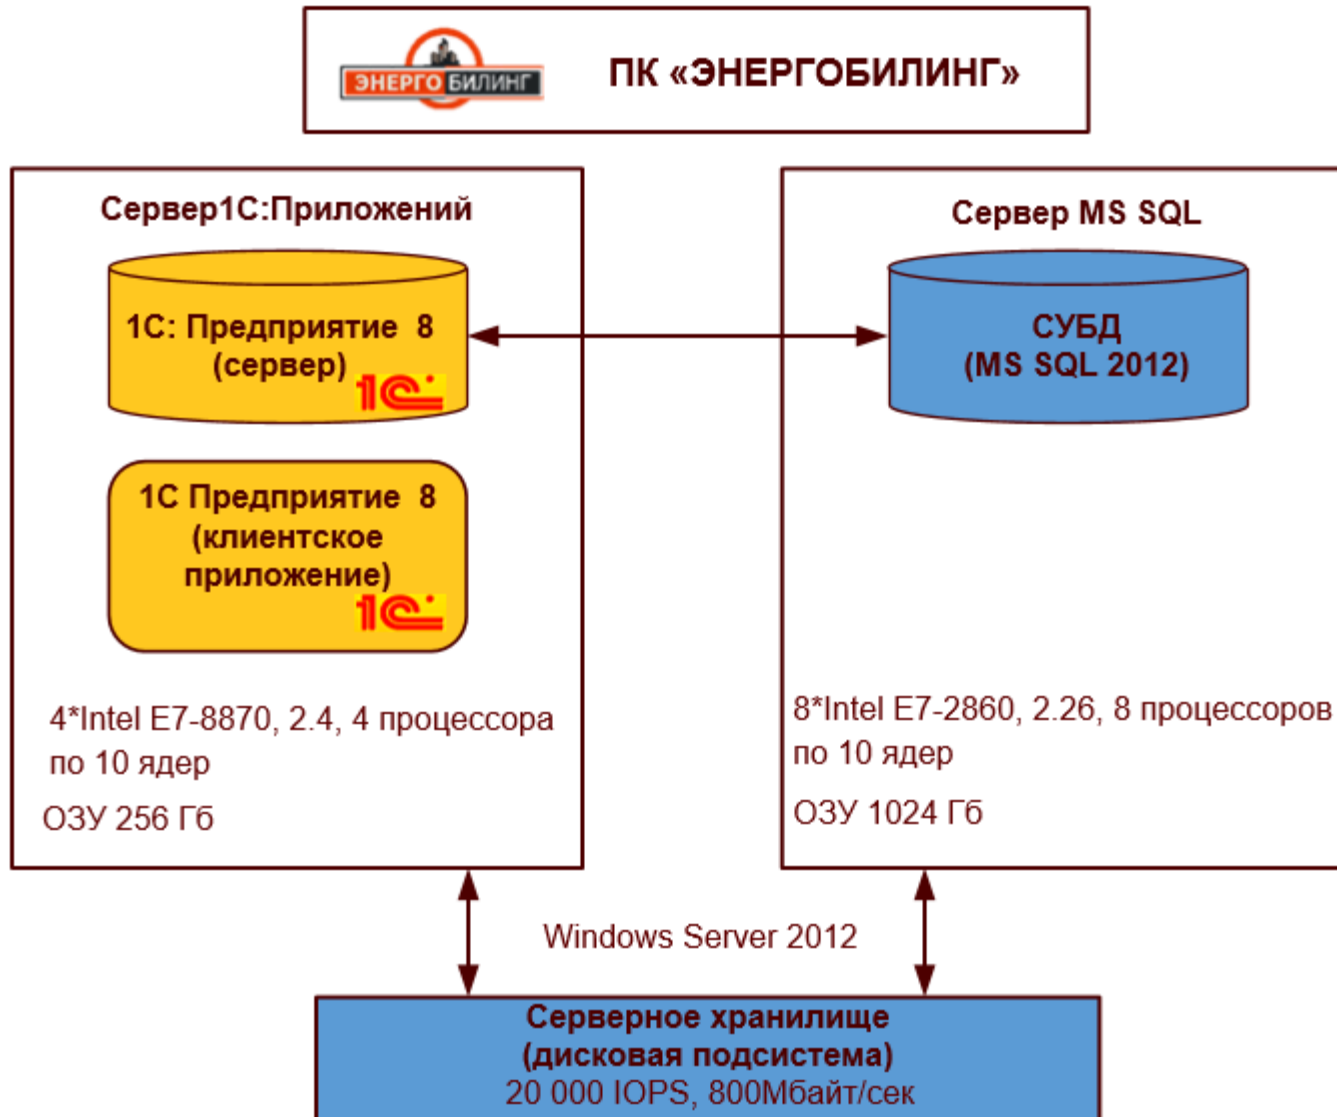 ЭНЕРГОБИЛИНГ
ПК «ЭНЕРГОБИЛИНГ»
Сервер1С:Приложений
1С: Предприятие 8
(сервер)
1С
1С Предприятие 8
(клиентское
приложение)
1С
4*Intel E7-8870, 2.4, 4 процессора
по 10 ядер
ОЗУ 256 Гб
Сервер MS SQL
СУБД
(MS SQL 2012)
8*Intel E7-2860, 2.26, 8 процессоров
по 10 ядер
ОЗУ 1024 Гб
Windows Server 2012
Серверное хранилище
(дисковая подсистема)
20 000 IOPS, 800Мбайт/сек